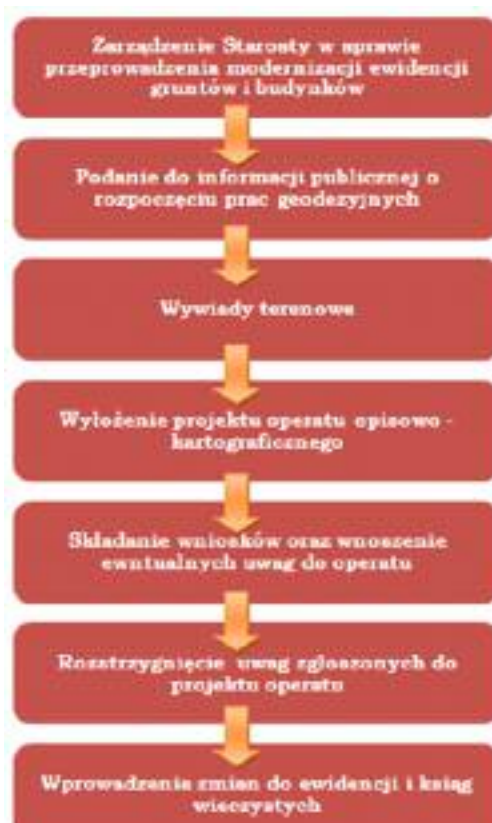 Zarządzenie Starosty w sprawie
przeprowadzenia modernizacji ewidencji
gruntów i budynków
Podanie do informacji publicznej o
rozpoczęciu prac geodezyjnych
Wywiady terenowe
Wyłożenie projektu operatu opisowo -
kartograficznego
Składanie wniosków oraz wnoszenie
ewntualnych uwag do operatu
Rozstrzygnięcie uwag zgłoszonych do
projektu operatu
Wprowadzenia zmian do ewidencji i ksiąg
wieczystych